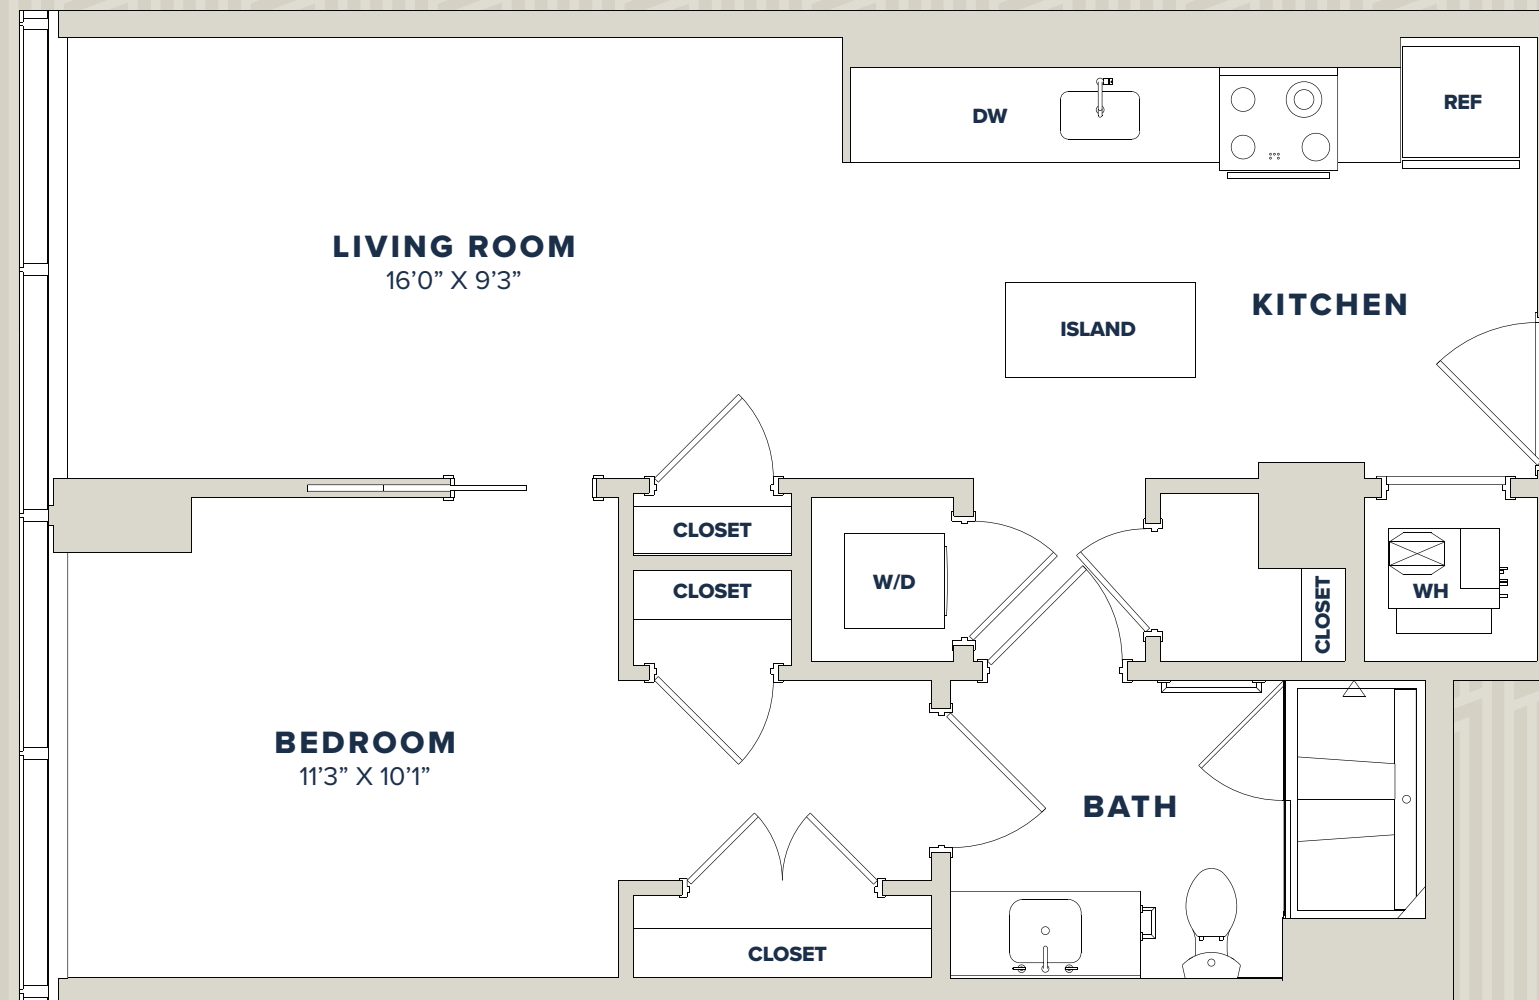 DW
REF
LIVING ROOM
16’0” X 9’3”
KITCHEN
ISLAND
CLOSET
CLOSET
W/D
CLOSET
WH
BEDROOM
11’3” X 10’1”
BATH
CLOSET